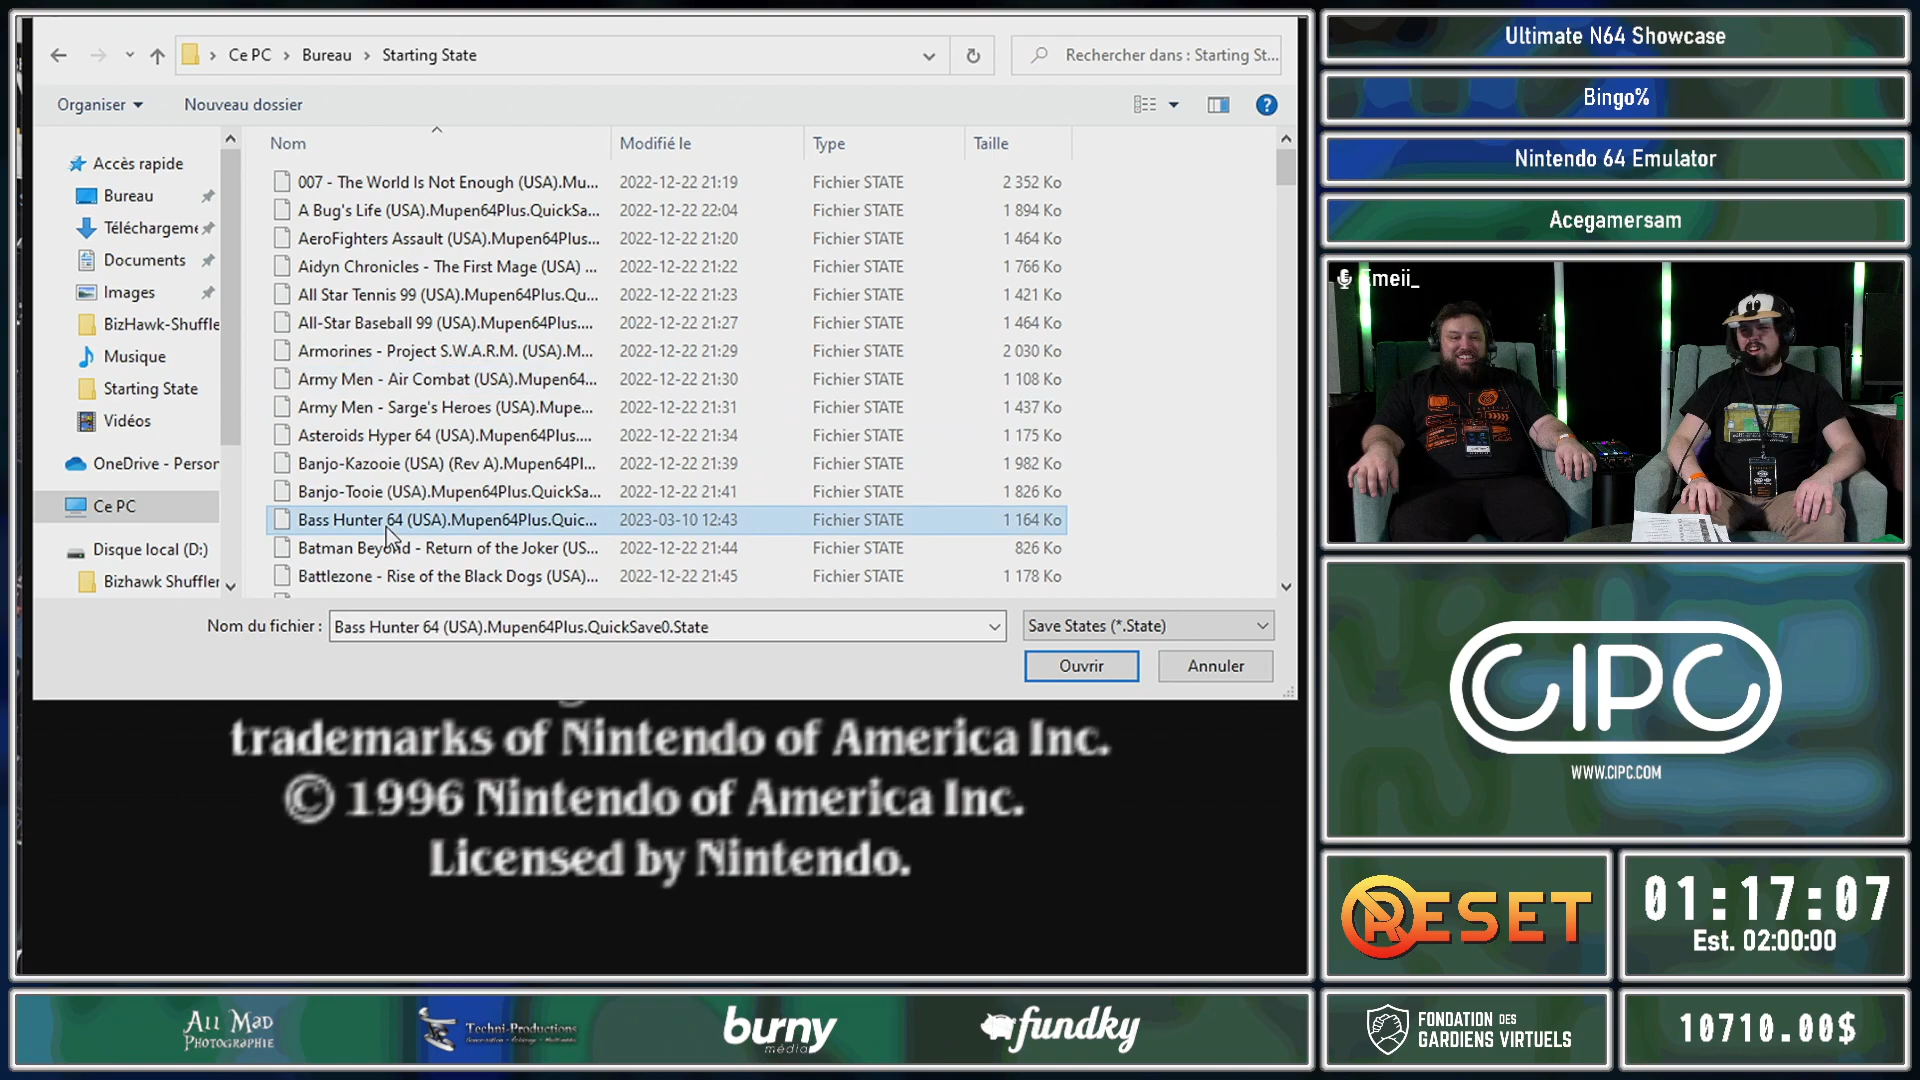 Ce PC > Bureau > Starting State
Rechercher dans : Starting St...
Organiser
Nouveau dossier
Nom
Modifié le
Type
Taille
Accès rapide
Bureau
Téléchargeme
Documents
Images
BizHawk-Shuffle
Musique
Starting State
Vidéos
OneDrive - Person
Ce PC
Disque local (D:)
Bizhawk Shuffler
007 - The World Is Not Enough (USA).Mu... 2022-12-22 21:19 Fichier STATE 2 352 Ko
A Bug's Life (USA).Mupen64Plus.QuickSa... 2022-12-22 22:04 Fichier STATE 1 894 Ko
AeroFighters Assault (USA).Mupen64Plus... 2022-12-22 21:20 Fichier STATE 1 464 Ko
Aidyn Chronicles - The First Mage (USA) ... 2022-12-22 21:22 Fichier STATE 1 766 Ko
All Star Tennis 99 (USA).Mupen64Plus.Qu... 2022-12-22 21:23 Fichier STATE 1 421 Ko
All-Star Baseball 99 (USA).Mupen64Plus.... 2022-12-22 21:27 Fichier STATE 1 464 Ko
Armorines - Project S.W.A.R.M. (USA).M... 2022-12-22 21:29 Fichier STATE 2 030 Ko
Army Men - Air Combat (USA).Mupen64... 2022-12-22 21:30 Fichier STATE 1 108 Ko
Army Men - Sarge's Heroes (USA).Mupe... 2022-12-22 21:31 Fichier STATE 1 437 Ko
Asteroids Hyper 64 (USA).Mupen64Plus.... 2022-12-22 21:34 Fichier STATE 1 175 Ko
Banjo-Kazooie (USA) (Rev A).Mupen64Pl... 2022-12-22 21:39 Fichier STATE 1 982 Ko
Banjo-Tooie (USA).Mupen64Plus.QuickSa... 2022-12-22 21:41 Fichier STATE 1 826 Ko
Bass Hunter 64 (USA).Mupen64Plus.Quic... 2023-03-10 12:43 Fichier STATE 1 164 Ko
Batman Beyond - Return of the Joker (US... 2022-12-22 21:44 Fichier STATE 826 Ko
Battlezone - Rise of the Black Dogs (USA)... 2022-12-22 21:45 Fichier STATE 1 178 Ko
Nom du fichier : Bass Hunter 64 (USA).Mupen64Plus.QuickSave0.State
Save States (*.State)
Ouvrir
Annuler
trademarks of Nintendo of America Inc.
© 1996 Nintendo of America Inc.
Licensed by Nintendo.
Ultimate N64 Showcase
Bingo%
Nintendo 64 Emulator
Acegamersam
Emeii_
CIPC
WWW.CIPC.COM
RESET
01:17:07
Est. 02:00:00
All Mad
Photographie
Techni-Productions
burny
média
fundky
FONDATION DES
GARDIENS VIRTUELS
10710.00$